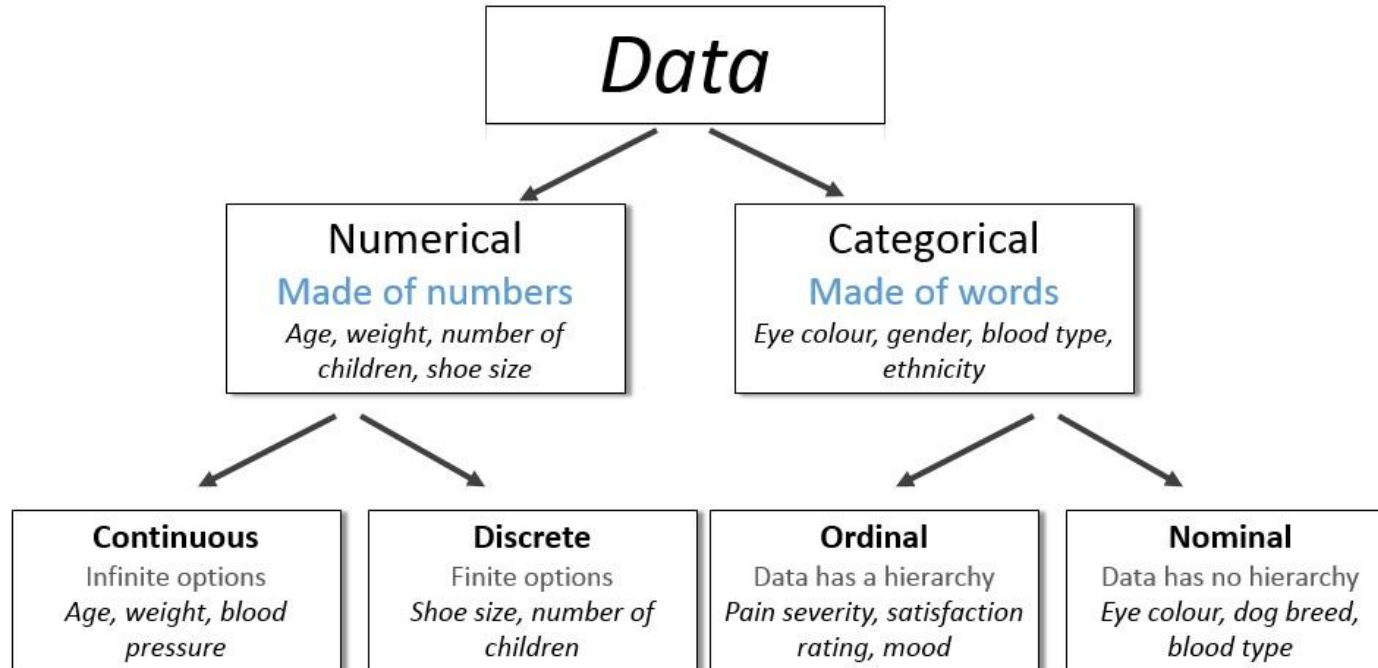 Data
Numerical
Made of numbers
Age, weight, number of
children, shoe size
Categorical
Made of words
Eye colour, gender, blood type,
ethnicity
Continuous
Infinite options
Age, weight, blood
pressure
Discrete
Finite options
Shoe size, number of
children
Ordinal
Data has a hierarchy
Pain severity, satisfaction
rating, mood
Nominal
Data has no hierarchy
Eye colour, dog breed,
blood type